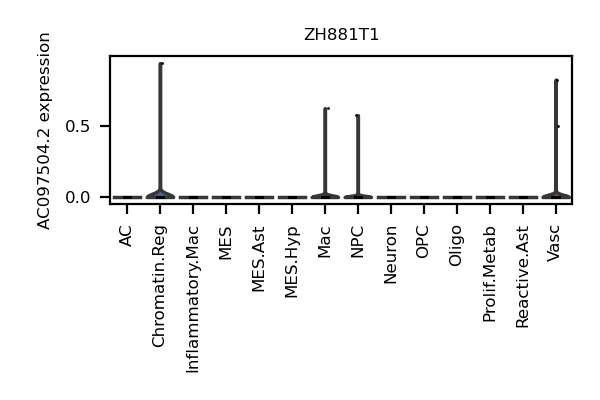 ZH881T1
AC097504.2 expression
0.5
0.0
AC
Chromatin.Reg
Inflammatory.Mac
MES
MES.Ast
MES.Hyp
Mac
NPC
Neuron
OPC
Oligo
Prolif.Metab
Reactive.Ast
Vasc